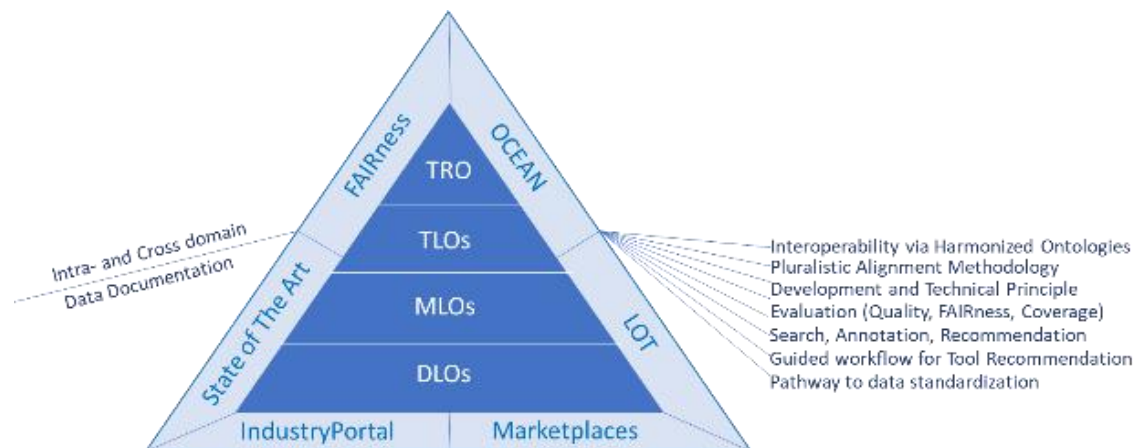 FAIRness
OCEAN
TRO
TLOs
MLOs
DLOs
Intra- and Cross domain
Data Documentation
State of The Art
LOT
IndustryPortal
Marketplaces
Interoperability via Harmonized Ontologies
Pluralistic Alignment Methodology
Development and Technical Principle
Evaluation (Quality, FAIRness, Coverage)
Search, Annotation, Recommendation
Guided workflow for Tool Recommendation
Pathway to data standardization